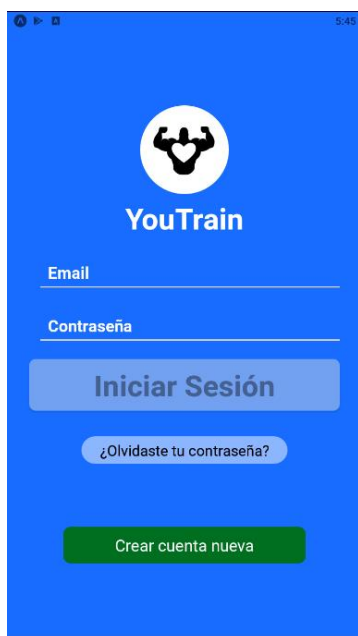 5:45
YouTrain
Email
Contraseña
Iniciar Sesión
¿Olvidaste tu contraseña?
Crear cuenta nueva